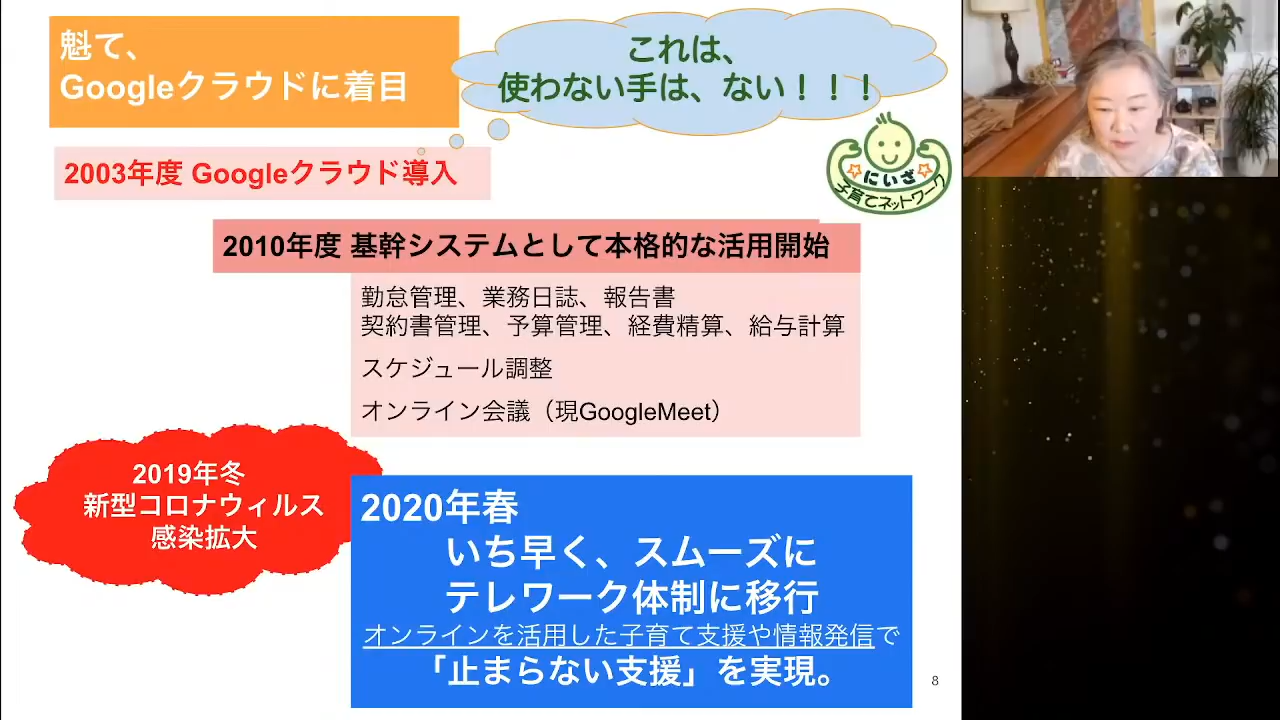 魁て、
Googleクラウドに着目
これは、
使わない手は、ない！！！
2003年度 Googleクラウド導入
にいざ
子育てネットワーク
2010年度 基幹システムとして本格的な活用開始
勤怠管理、業務日誌、報告書
契約書管理、予算管理、経費精算、給与計算
スケジュール調整
オンライン会議（現GoogleMeet）
2019年冬
新型コロナウィルス
感染拡大
2020年春
いち早く、スムーズに
テレワーク体制に移行
オンラインを活用した子育て支援や情報発信で
「止まらない支援」を実現。
8